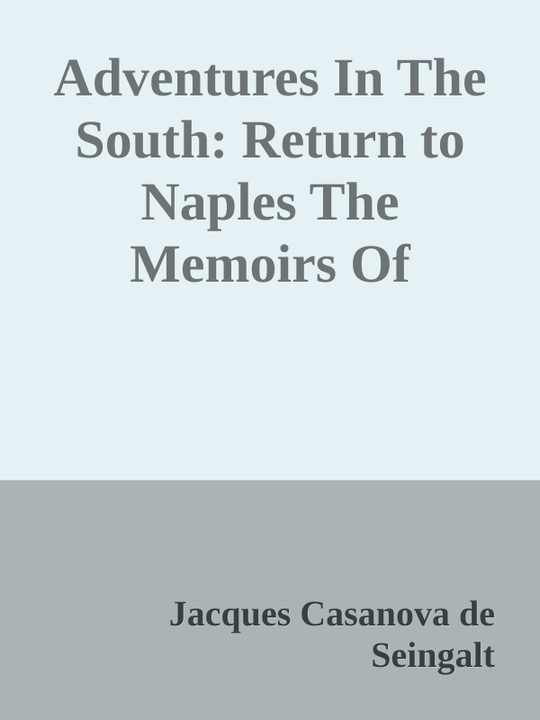 Adventures In The
South: Return to
Naples The
Memoirs Of
Jacques Casanova de
Seingalt